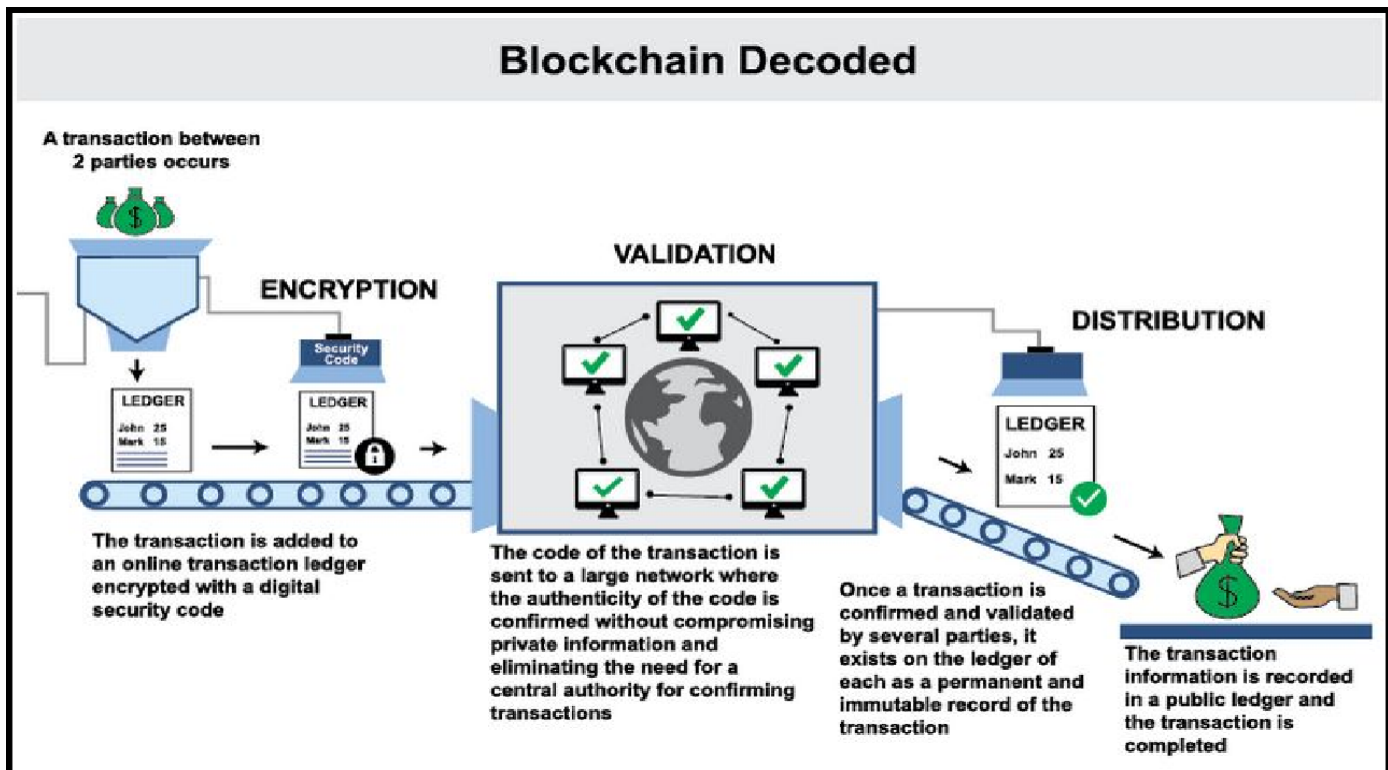 Blockchain Decoded
A transaction between
2 parties occurs
ENCRYPTION
Security
Code
LEDGER
John 25
Mark 15
LEDGER
John 25
Mark 15
The transaction is added to
an online transaction ledger
encrypted with a digital
security code
VALIDATION
The code of the transaction is
sent to a large network where
the authenticity of the code is
confirmed without compromising
private information and
eliminating the need for a
central authority for confirming
transactions
DISTRIBUTION
LEDGER
John 25
Mark 15
Once a transaction is
confirmed and validated
by several parties, it
exists on the ledger of
each as a permanent and
immutable record of the
transaction
The transaction
information is recorded
in a public ledger and
the transaction is
completed